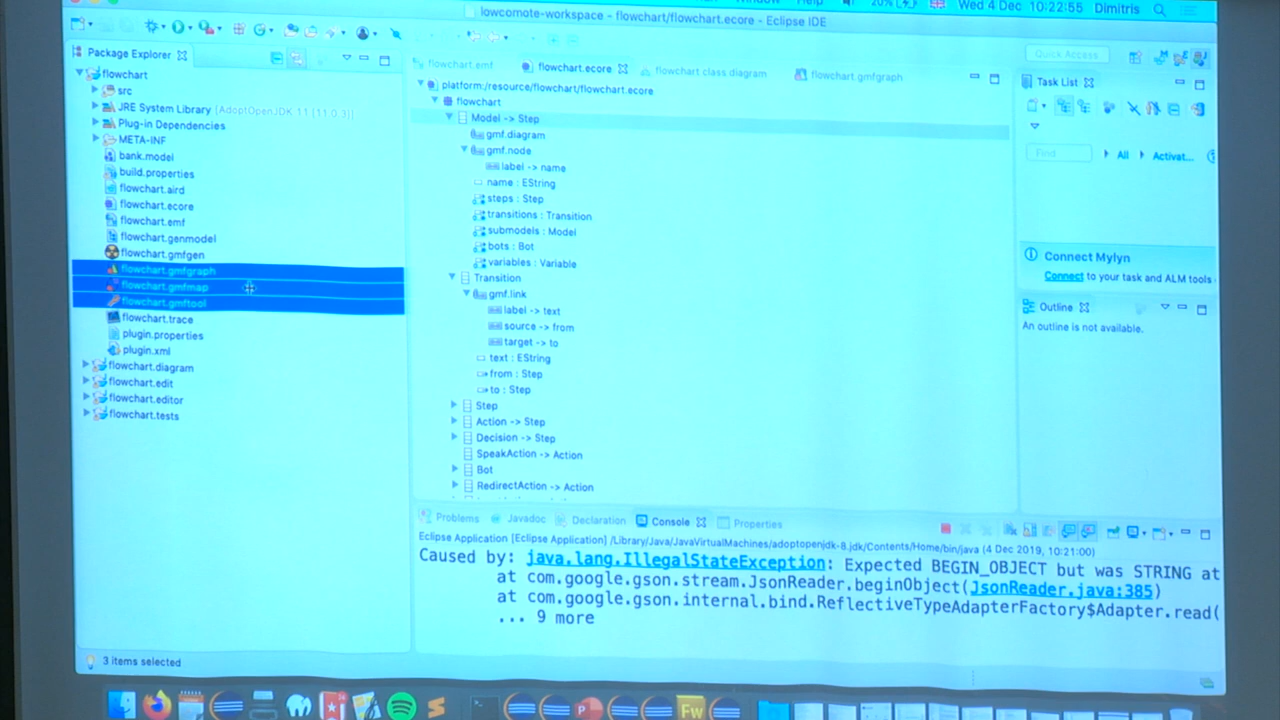 Window
20%
Wed 4 Dec 10:22:55 Dimitris
lowcomote-workspace - flowchart/flowchart.ecore - Eclipse IDE
Quick Access
Package Explorer
flowchart
src
JRE System Library [AdoptOpenJDK 11 [11.0.3]]
Plug-in Dependencies
META-INF
bank.model
build.properties
flowchart.aird
flowchart.ecore
flowchart.emf
flowchart.genmodel
flowchart.gmfgen
flowchart.gmfgraph
flowchart.gmfmap
flowchart.gmftool
flowchart.trace
plugin.properties
plugin.xml
flowchart.diagram
flowchart.edit
flowchart.editor
flowchart.tests
3 items selected
flowchart.emf
flowchart.ecore
flowchart class diagram
flowchart.gmfgraph
platform:/resource/flowchart/flowchart.ecore
flowchart
Model -> Step
gmf.diagram
gmf.node
label -> name
name : EString
steps : Step
transitions : Transition
submodels : Model
bots : Bot
variables : Variable
Transition
gmf.link
label -> text
source -> from
target -> to
text : EString
from : Step
to : Step
Step
Action -> Step
Decision -> Step
SpeakAction -> Action
Bot
RedirectAction -> Action
Task List
Find
All
Activat...
Connect Mylyn
Connect to your task and ALM tools
Outline
An outline is not available.
Problems
Javadoc
Declaration
Console
Properties
Eclipse Application [Eclipse Application] /Library/Java/JavaVirtualMachines/adoptopenjdk-8.jdk/Contents/Home/bin/java (4 Dec 2019, 10:21:00)
Caused by: java.lang.IllegalStateException: Expected BEGIN_OBJECT but was STRING at
at com.google.gson.stream.JsonReader.beginObject(JsonReader.java:385)
at com.google.gson.internal.bind.ReflectiveTypeAdapterFactory$Adapter.read(
... 9 more
Fw